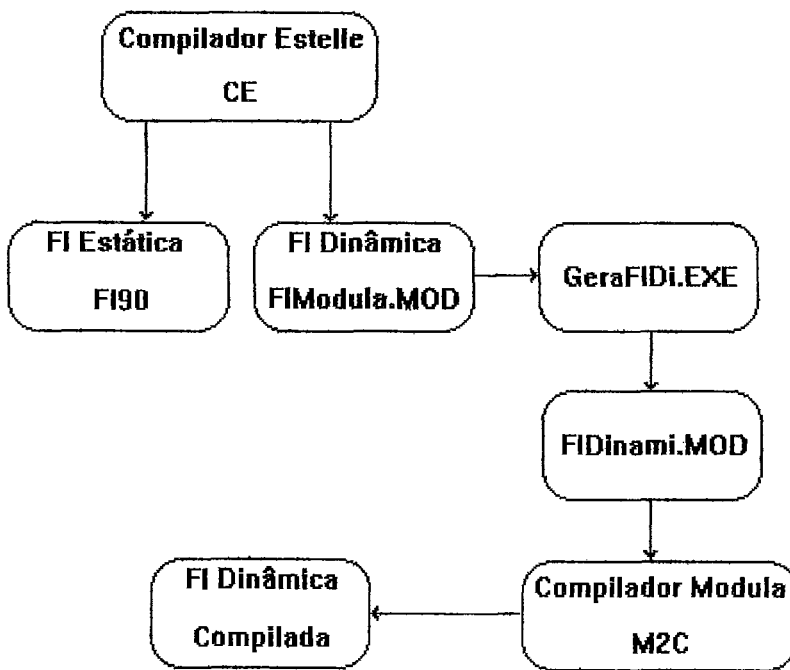 Compilador Estelle
CE
FI Estática
FI90
FI Dinâmica
FIModula.MOD
GeraFIDi.EXE
FIDinami.MOD
Compilador Modula
M2C
FI Dinâmica
Compilada